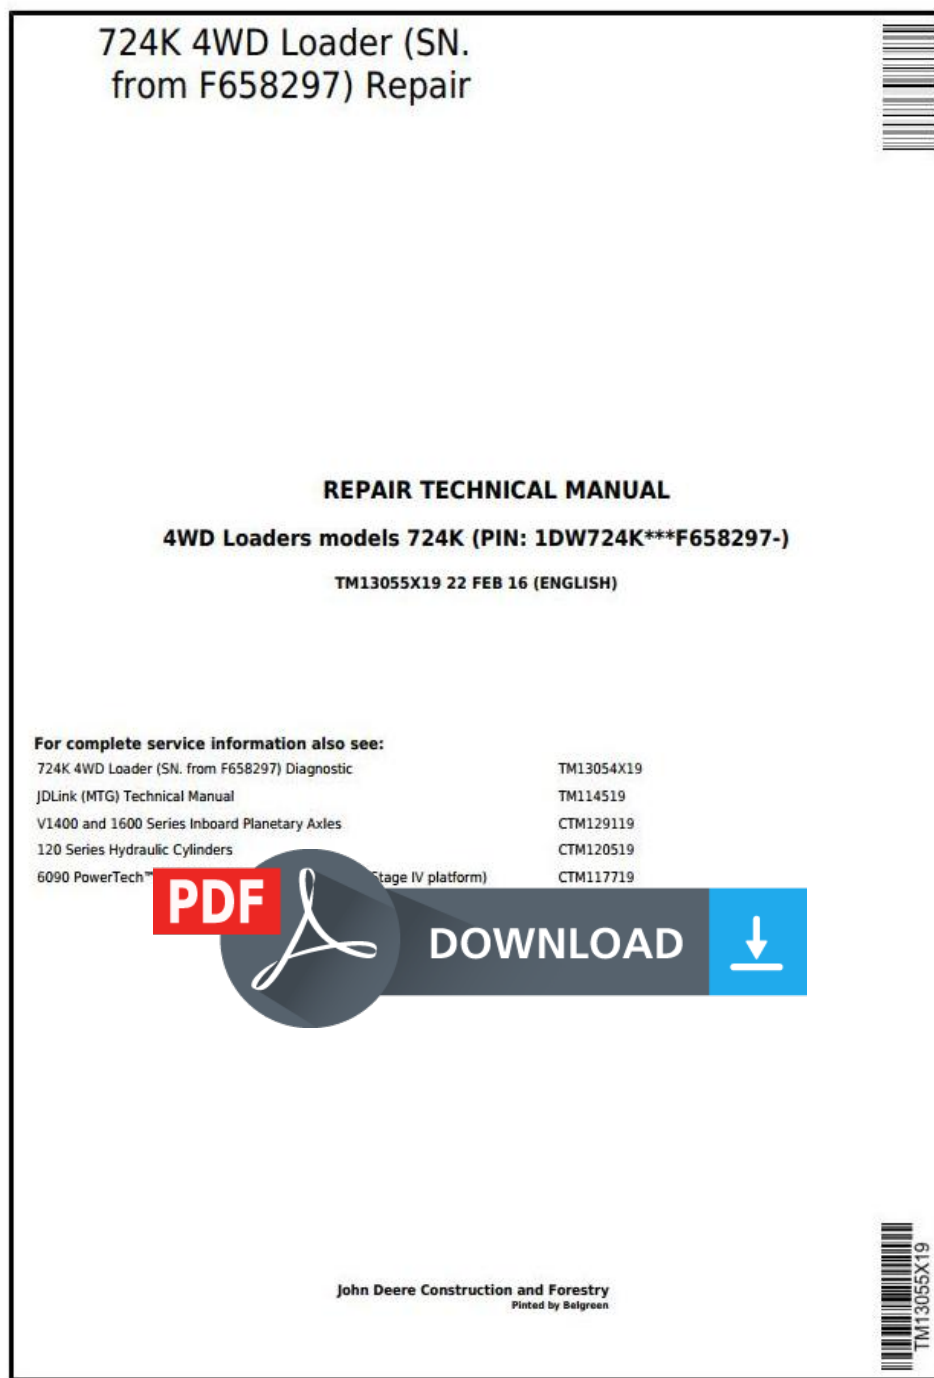 724K 4WD Loader (SN.
from F658297) Repair
REPAIR TECHNICAL MANUAL
4WD Loaders models 724K (PIN: 1DW724K***F658297-)
TM13055X19 22 FEB 16 (ENGLISH)
For complete service information also see:
724K 4WD Loader (SN. from F658297) Diagnostic TM13054X19
JDLink (MTG) Technical Manual TM114519
V1400 and 1600 Series Inboard Planetary Axles CTM129119
120 Series Hydraulic Cylinders CTM120519
6090 PowerTech™ Stage IV platform) CTM117719
PDF
DOWNLOAD
John Deere Construction and Forestry
Pinted by Belgreen
TM13055X19